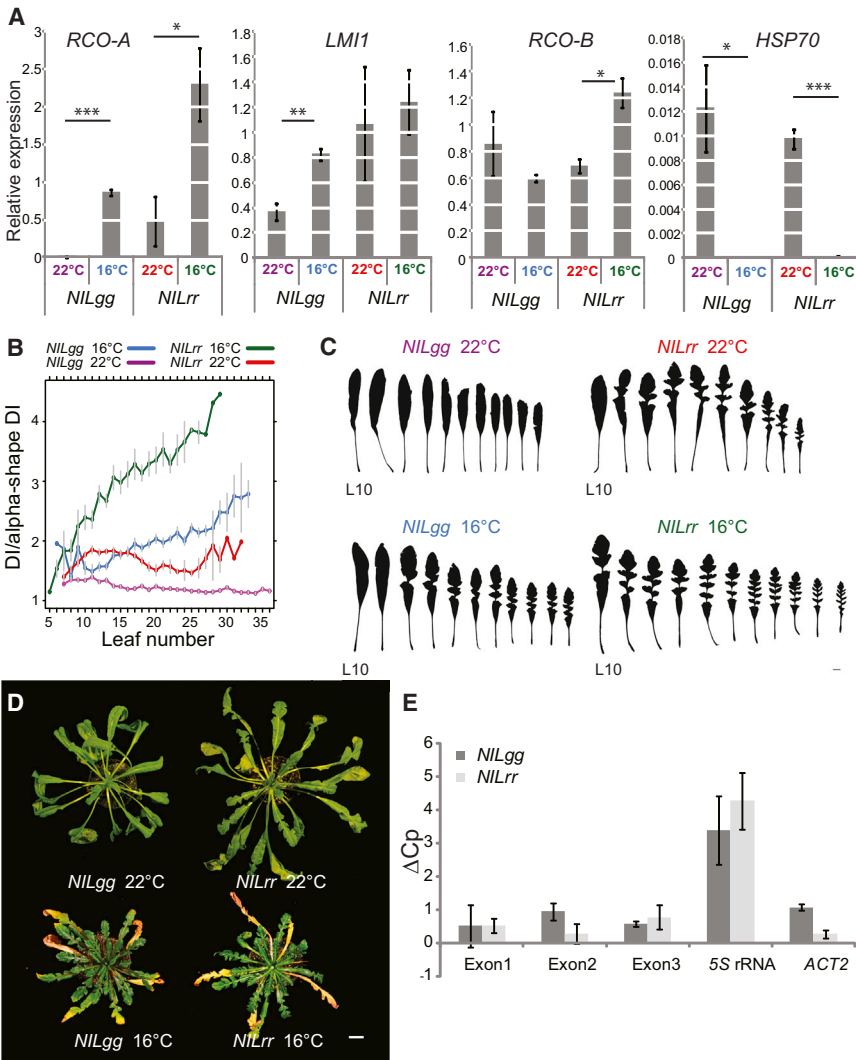 A
RCO-A
LMI1
RCO-B
HSP70
Relative expression
3
2.5
2
1.5
1
0.5
0
***
*
22°C 16°C 22°C 16°C
NILgg NILrr
1.8
1.6
1.4
1.2
1
0.8
0.6
0.4
0.2
0
**
22°C 16°C 22°C 16°C
NILgg NILrr
1.6
1.4
1.2
1.0
0.8
0.6
0.4
0.2
0
*
22°C 16°C 22°C 16°C
NILgg NILrr
0.018
0.016
0.014
0.012
0.01
0.008
0.006
0.004
0.002
0
*
***
22°C 16°C 22°C 16°C
NILgg NILrr
B
NILgg 16°C NILrr 16°C
NILgg 22°C NILrr 22°C
DI/alpha-shape DI
4
3
2
1
5 10 15 20 25 30 35
Leaf number
C
NILgg 22°C
NILrr 22°C
L10
L10
NILgg 16°C
NILrr 16°C
L10
L10
D
NILgg 22°C
NILrr 22°C
NILgg 16°C
NILrr 16°C
E
NILgg
NILrr
ΔCp
6
5
4
3
2
1
0
-1
Exon1 Exon2 Exon3 5S rRNA ACT2